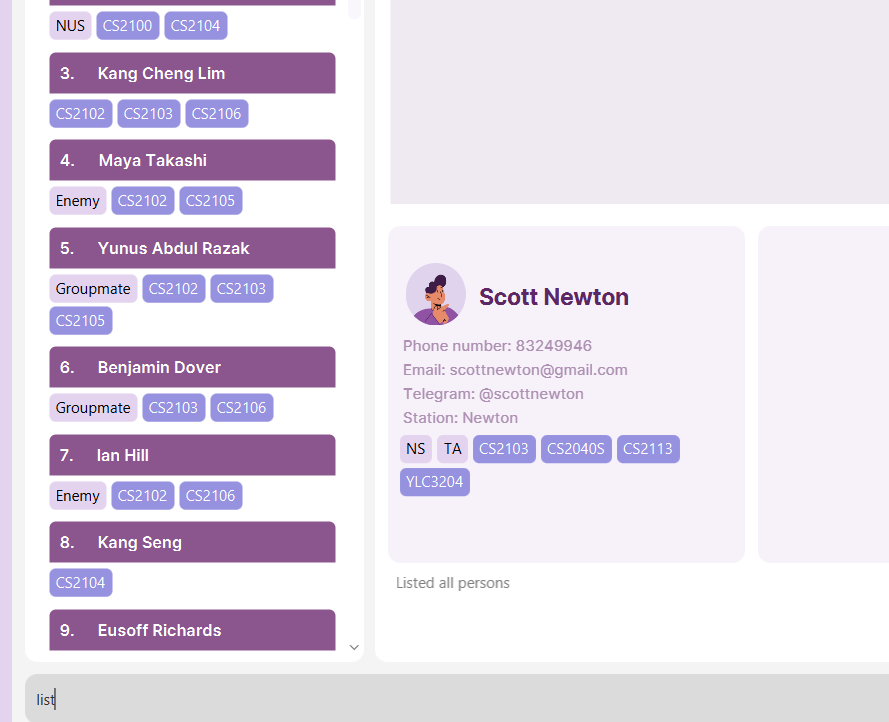 NUS CS2100 CS2104
3. Kang Cheng Lim
CS2102 CS2103 CS2106
4. Maya Takashi
Enemy CS2102 CS2105
5. Yunus Abdul Razak
Groupmate CS2102 CS2103
CS2105
6. Benjamin Dover
Groupmate CS2103 CS2106
7. Ian Hill
Enemy CS2102 CS2106
8. Kang Seng
CS2104
9. Eusoff Richards
Scott Newton
Phone number: 83249946
Email: scottnewton@gmail.com
Telegram: @scottnewton
Station: Newton
NS TA CS2103 CS2040S CS2113
YLC3204
Listed all persons
list